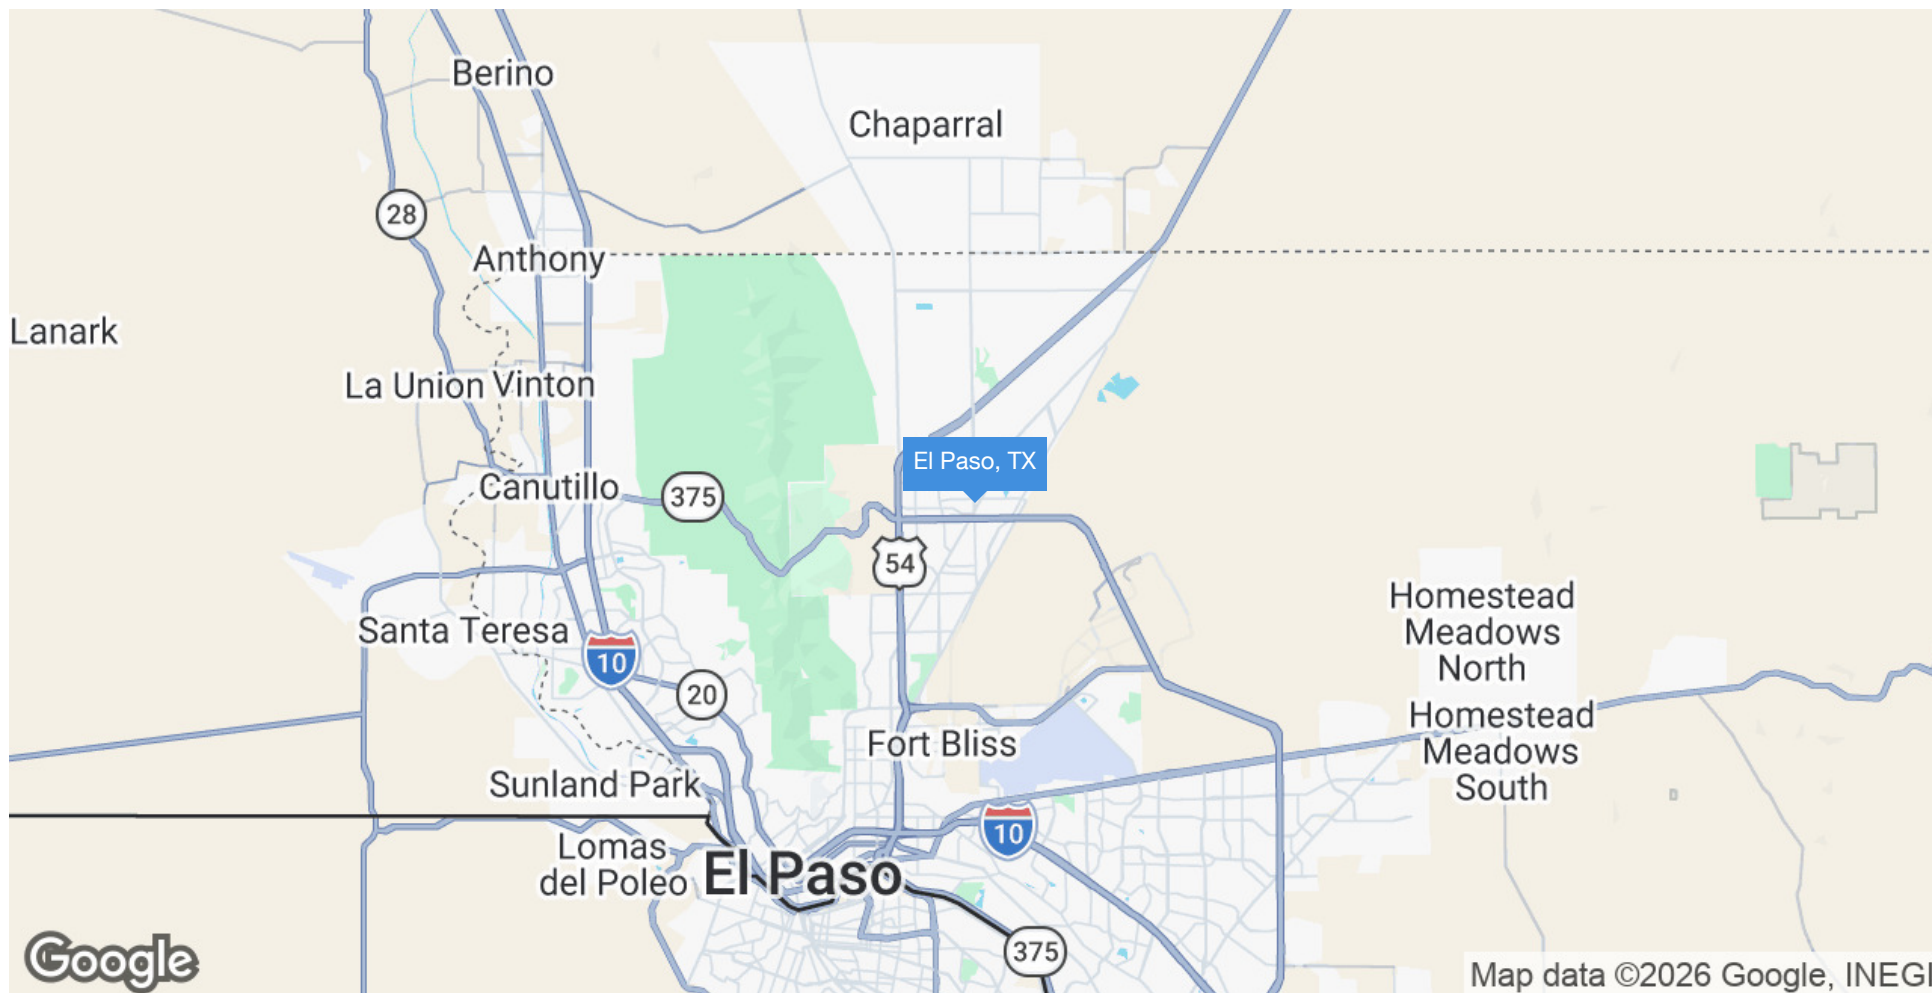 Berino
Chaparral
28
Anthony
Lanark
La Union
Vinton
El Paso, TX
Canutillo
375
54
Homestead
Meadows
North
Santa Teresa
10
20
Homestead
Meadows
South
Fort Bliss
Sunland Park
10
Lomas
del Poleo
El Paso
375
Google
Map data ©2026 Google, INEGI